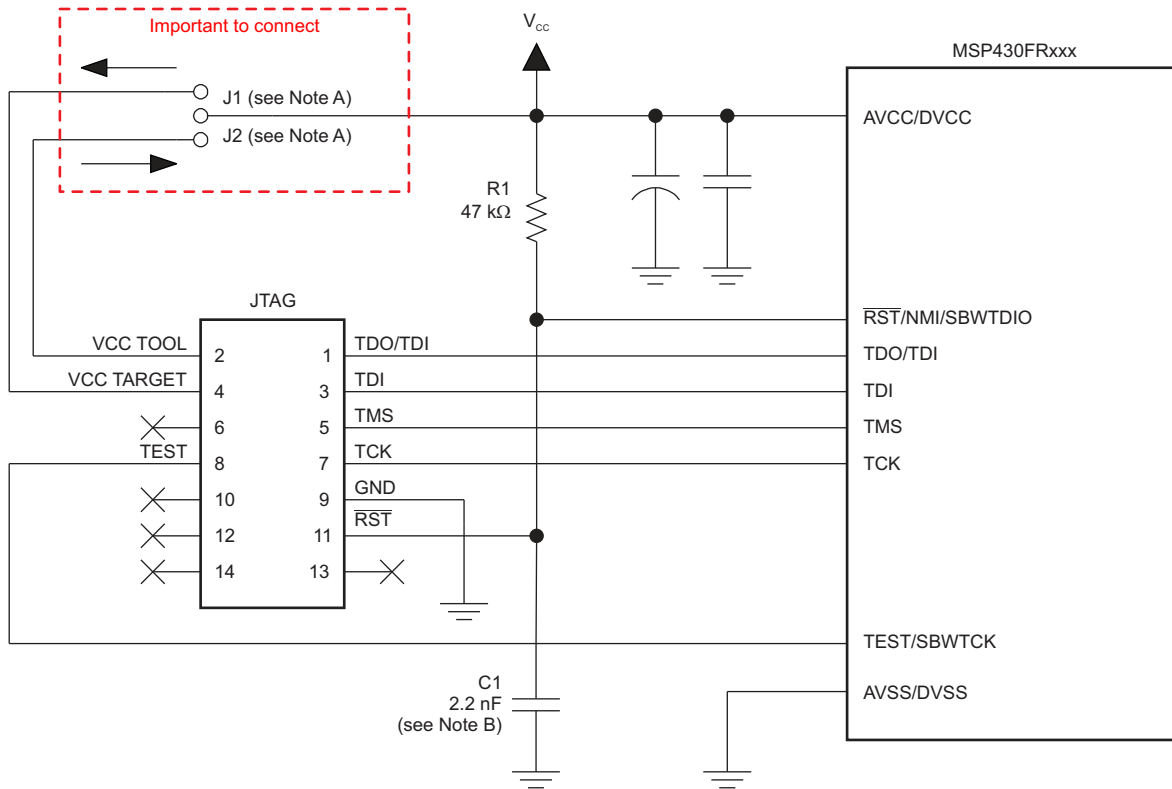 Important to connect
VCC
MSP430FRxxx
J1 (see Note A)
J2 (see Note A)
AVCC/DVCC
R1
47 kΩ
JTAG
RST/NMI/SBWTDIO
VCC TOOL
2
1
TDO/TDI
TDO/TDI
VCC TARGET
4
3
TDI
TDI
6
5
TMS
TMS
TEST
8
7
TCK
TCK
10
9
GND
12
11
RST
14
13
TEST/SBWTCK
C1
2.2 nF
(see Note B)
AVSS/DVSS